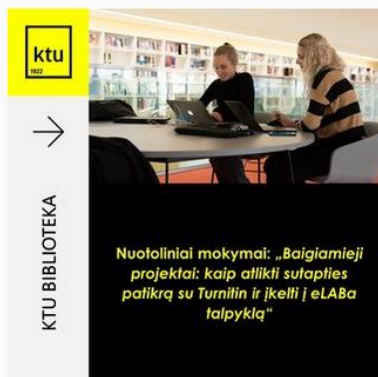 ktu
1922
KTU BIBLIOTEKA
Nuotoliniai mokymai: „Baigiamieji
projektai: kaip atlikti sutapties
patikrą su Turnitin ir įkelti į eLABa
talpyklą“